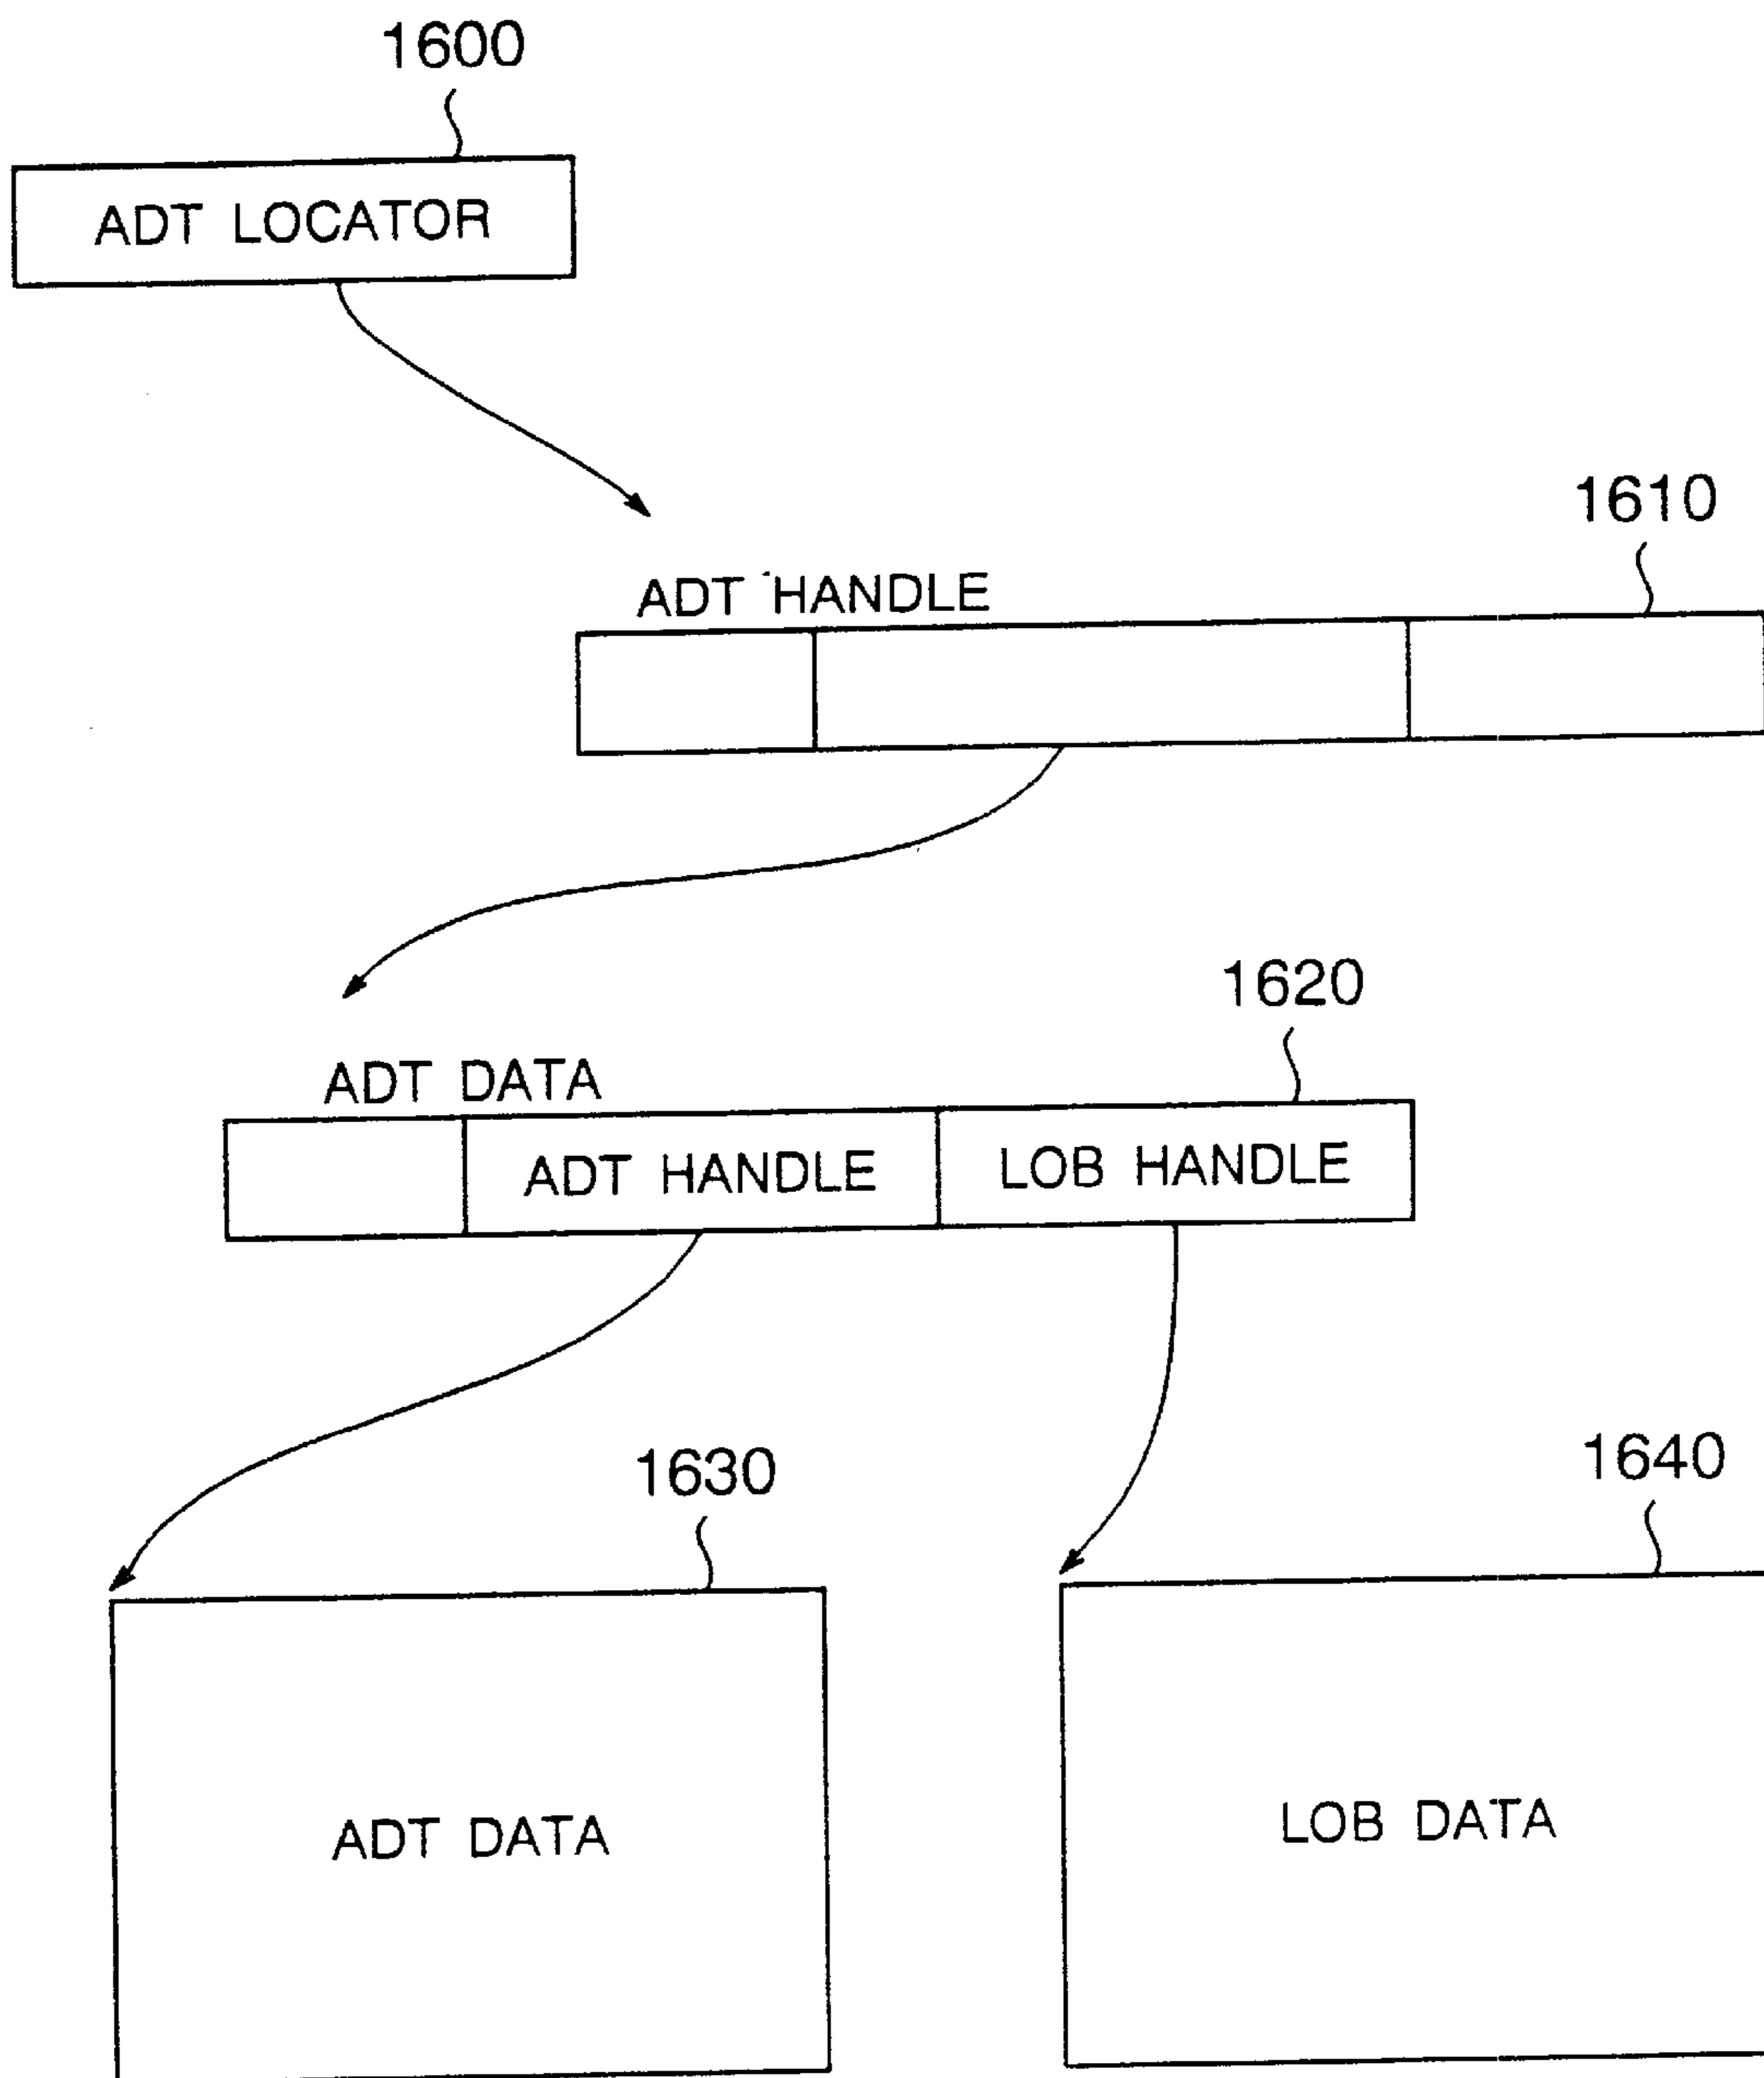 1600
ADT LOCATOR
1610
ADT HANDLE
1620
ADT DATA
ADT HANDLE
LOB HANDLE
1630
1640
ADT DATA
LOB DATA